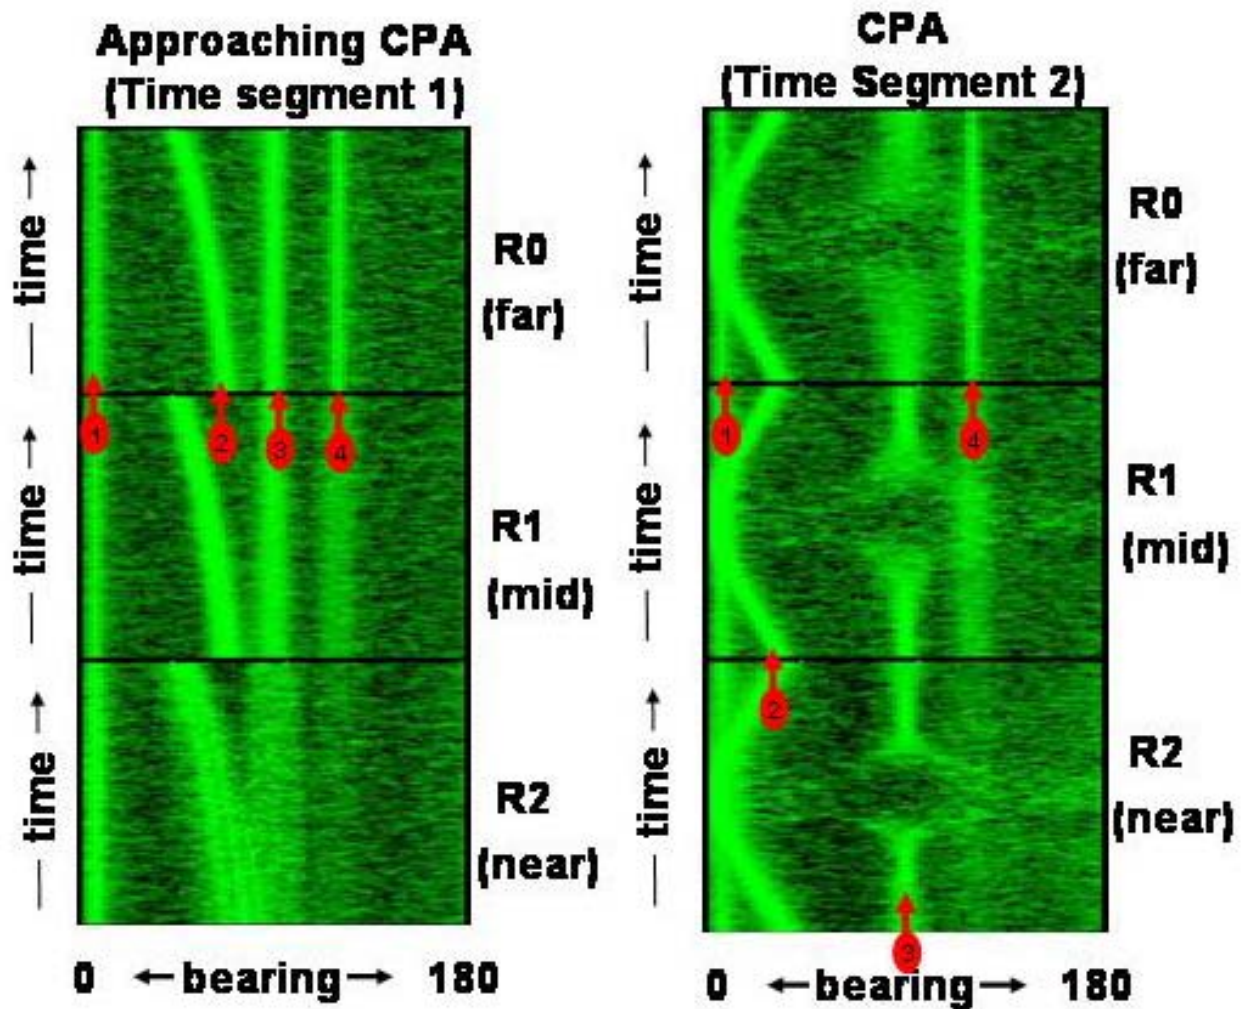 Approaching CPA
(Time segment 1)
CPA
(Time Segment 2)
time
R0
(far)
time
R0
(far)
1
2
3
4
1
4
time
R1
(mid)
time
R1
(mid)
2
time
R2
(near)
time
R2
(near)
3
0 bearing 180
0 bearing 180